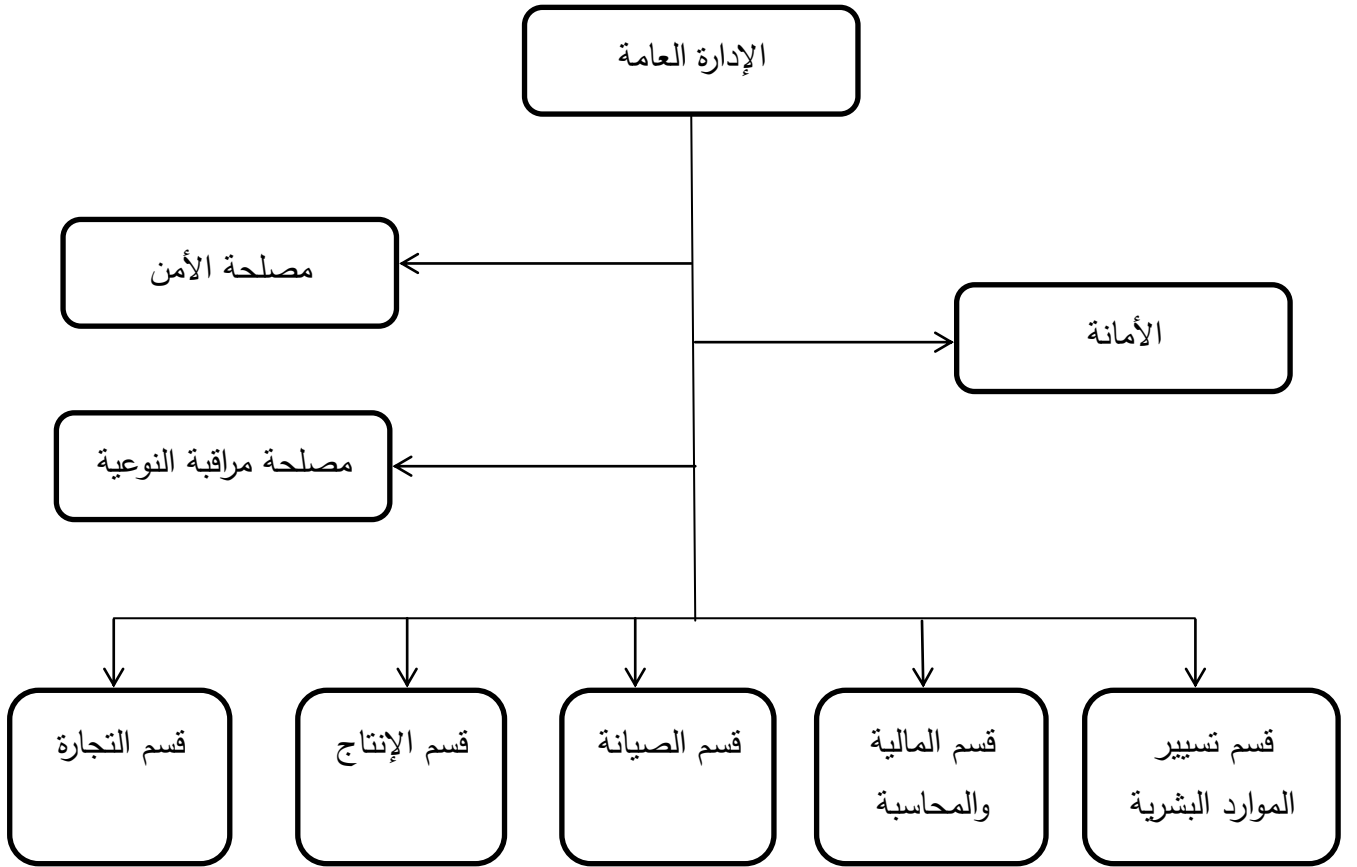 الإدارة العامة
مصلحة الأمن
الأمانة
مصلحة مراقبة النوعية
قسم تسيير
الموارد البشرية
قسم المالية
والمحاسبة
قسم الصيانة
قسم الإنتاج
قسم التجارة